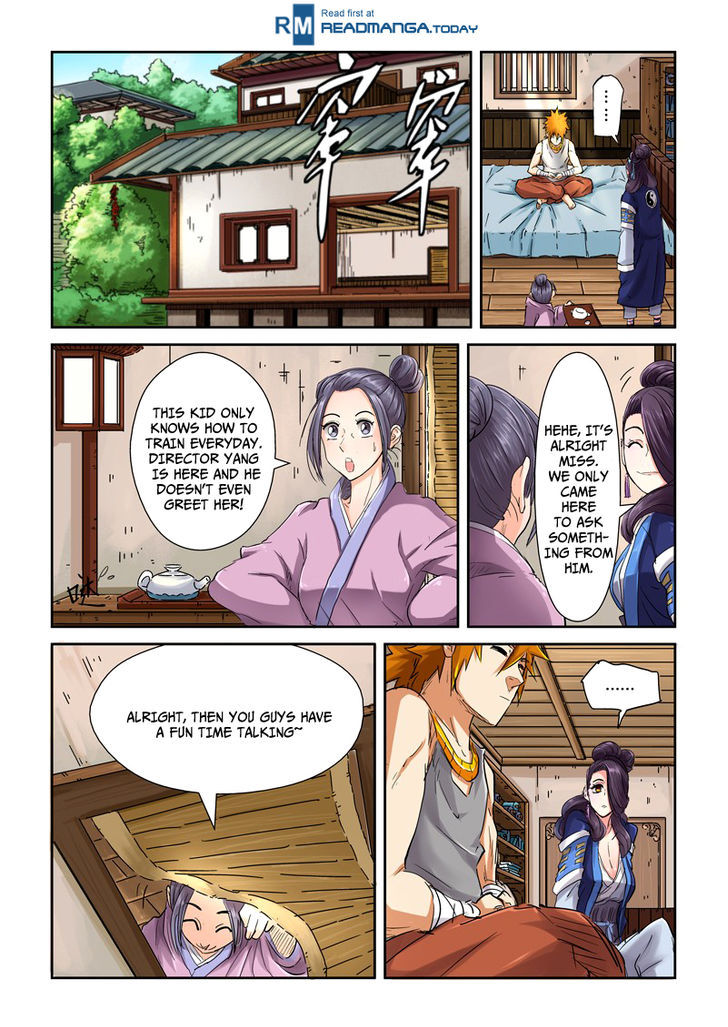 Read first at
RM READMANGA.TODAY
......
THIS KID ONLY
KNOWS HOW TO
TRAIN EVERYDAY.
DIRECTOR YANG
IS HERE AND HE
DOESN'T EVEN
GREET HER!
HEHE, IT'S
ALRIGHT
MISS.
WE ONLY
CAME
HERE
TO ASK
SOMETH-
ING FROM
HIM.
ALRIGHT, THEN YOU GUYS HAVE
A FUN TIME TALKING~
......